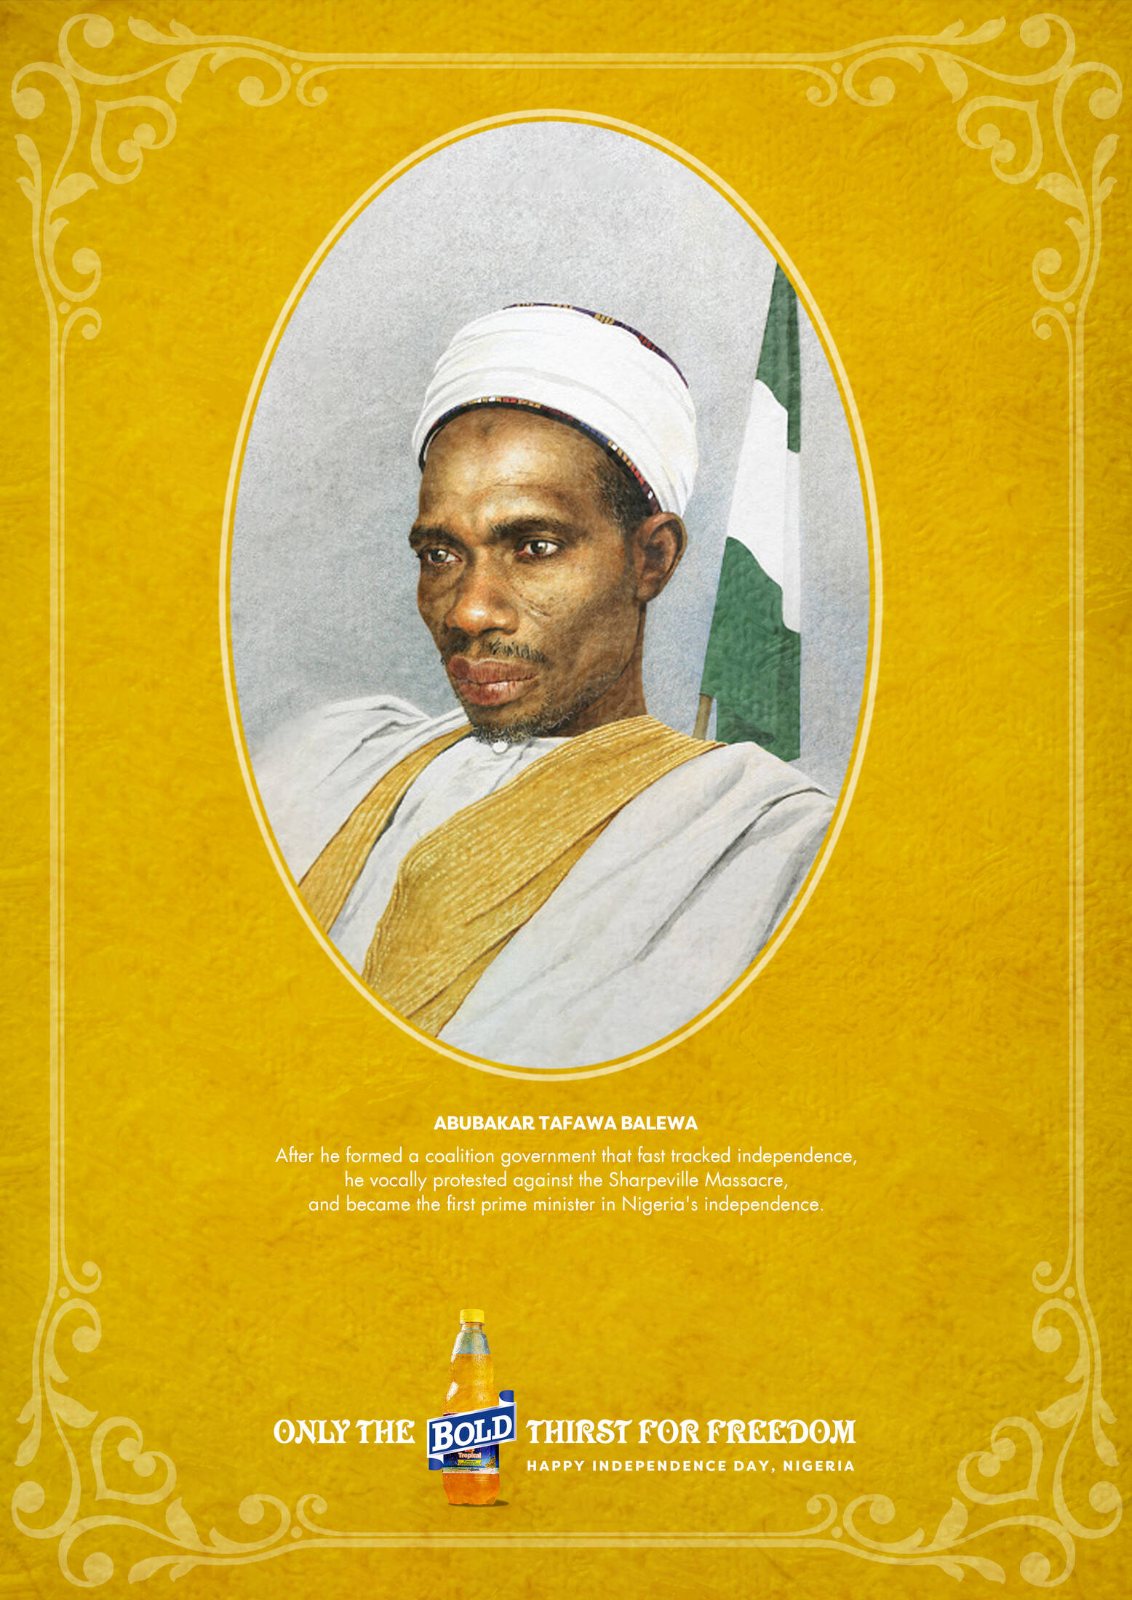 ABUBAKAR TAFAWA BALEWA
After he formed a coalition government that fast tracked independence,
he vocally protested against the Sharpeville Massacre,
and became the first prime minister in Nigeria's independence.
ONLY THE BOLD THIRST FOR FREEDOM
Tropical
HAPPY INDEPENDENCE DAY, NIGERIA